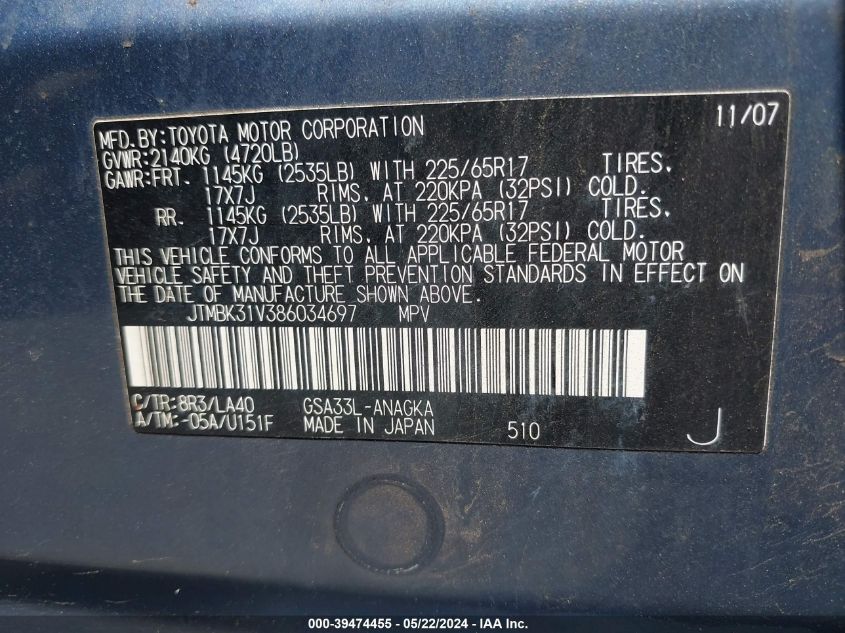 11/07
MFD.BY:TOYOTA MOTOR CORPORATION
GVWR:2140KG (4720LB)
GAWR:FRT. 1145KG (2535LB) WITH 225/65R17 TIRES.
17X7J RIMS, AT 220KPA (32PSI) COLD.
RR. 1145KG (2535LB) WITH 225/65R17 TIRES.
17X7J RIMS, AT 220KPA (32PSI) COLD.
THIS VEHICLE CONFORMS TO ALL APPLICABLE FEDERAL MOTOR
VEHICLE SAFETY AND THEFT PREVENTION STANDARDS IN EFFECT ON
THE DATE OF MANUFACTURE SHOWN ABOVE.
JTMBK31V386034697 MPV
C/TR:8R3/LA40 GSA33L-ANAGKA
A/TM:-05A/U151F MADE IN JAPAN 510 J
000-39474455 - 05/22/2024 - IAA Inc.